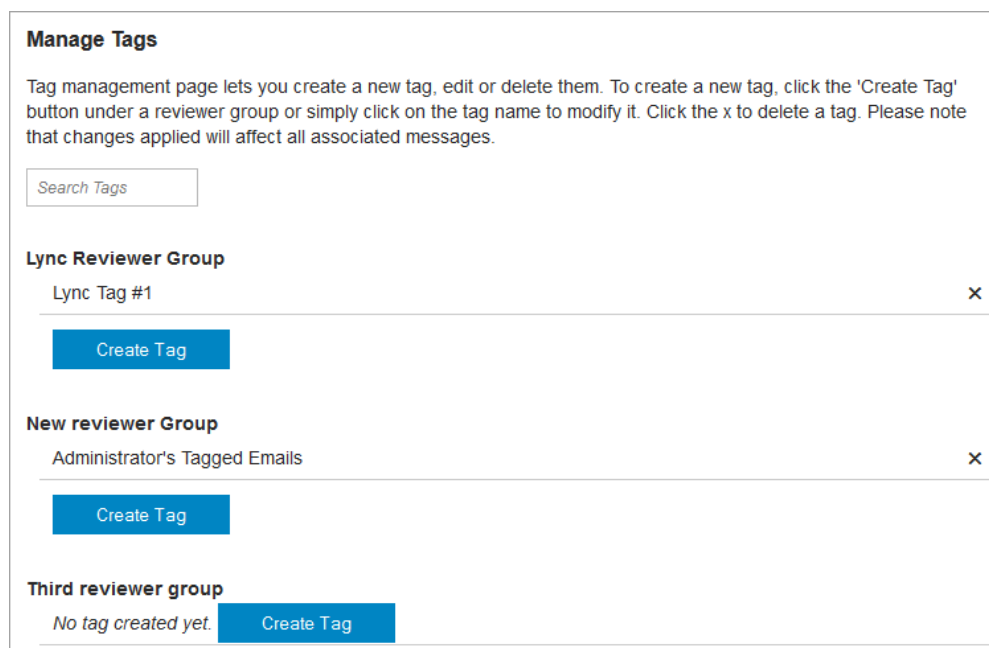 Manage Tags
Tag management page lets you create a new tag, edit or delete them. To create a new tag, click the 'Create Tag'
button under a reviewer group or simply click on the tag name to modify it. Click the x to delete a tag. Please note
that changes applied will affect all associated messages.
Search Tags
Lync Reviewer Group
Lync Tag #1 ×
Create Tag
New reviewer Group
Administrator's Tagged Emails ×
Create Tag
Third reviewer group
No tag created yet. Create Tag